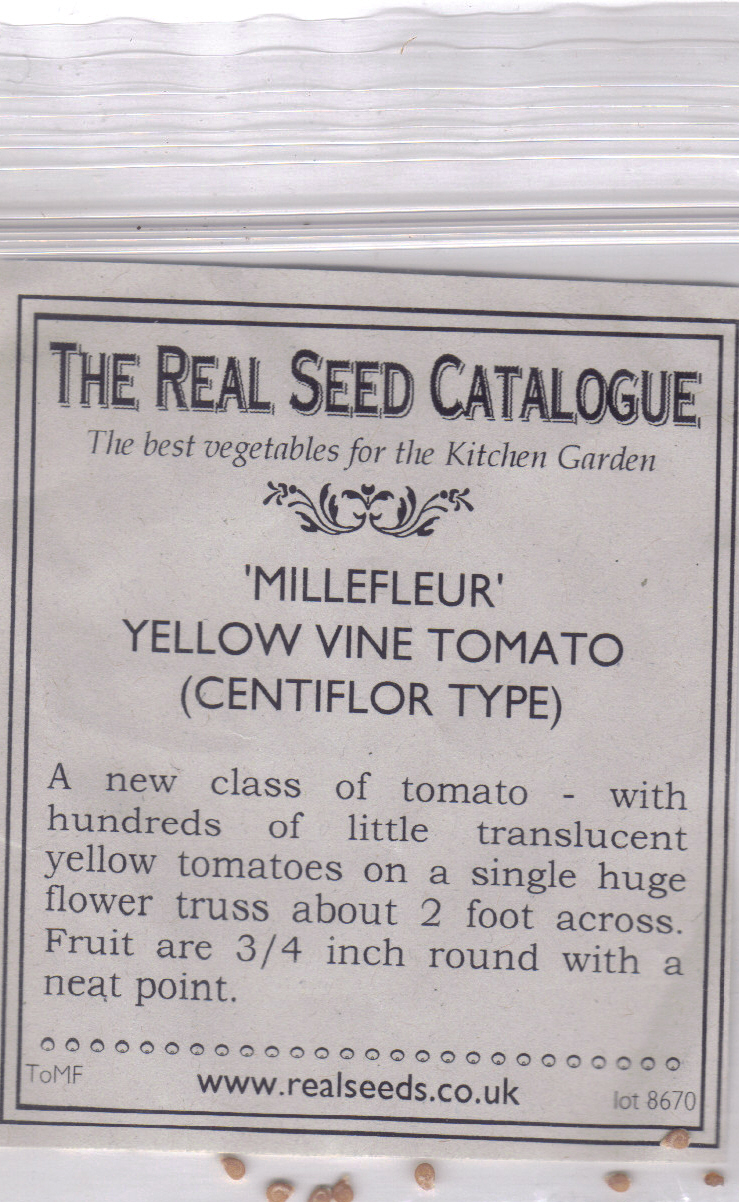 THE REAL SEED CATALOGUE
The best vegetables for the Kitchen Garden
'MILLEFLEUR'
YELLOW VINE TOMATO
(CENTIFLOR TYPE)
A new class of tomato - with
hundreds of little translucent
yellow tomatoes on a single huge
flower truss about 2 foot across.
Fruit are 3/4 inch round with a
neat point.
ToMF
www.realseeds.co.uk
lot 8670